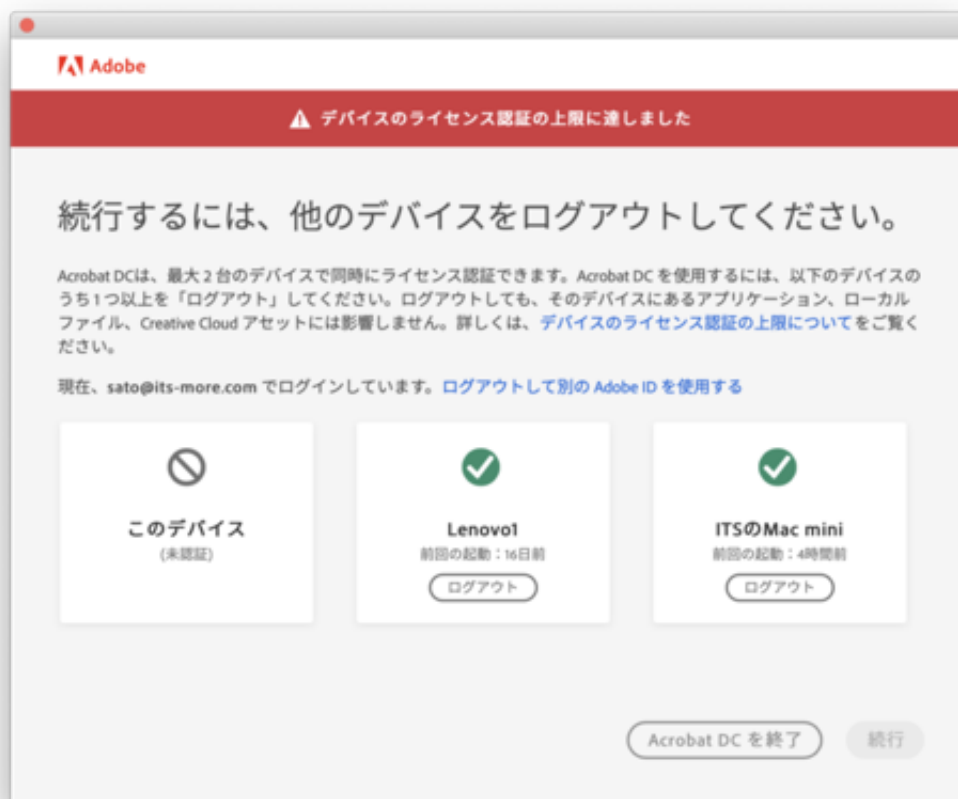 Adobe
デバイスのライセンス認証の上限に達しました
続行するには、他のデバイスをログアウトしてください。
Acrobat DCは、最大 2 台のデバイスで同時にライセンス認証できます。Acrobat DC を使用するには、以下のデバイスの
うち 1 つ以上を「ログアウト」してください。ログアウトしても、そのデバイスにあるアプリケーション、ローカル
ファイル、Creative Cloud アセットには影響しません。詳しくは、デバイスのライセンス認証の上限についてをご覧く
ださい。
現在、sato@its-more.com でログインしています。ログアウトして別の Adobe ID を使用する
このデバイス
(未認証)
Lenovo1
前回の起動：16日前
ログアウト
ITSのMac mini
前回の起動：4時間前
ログアウト
Acrobat DC を終了
続行